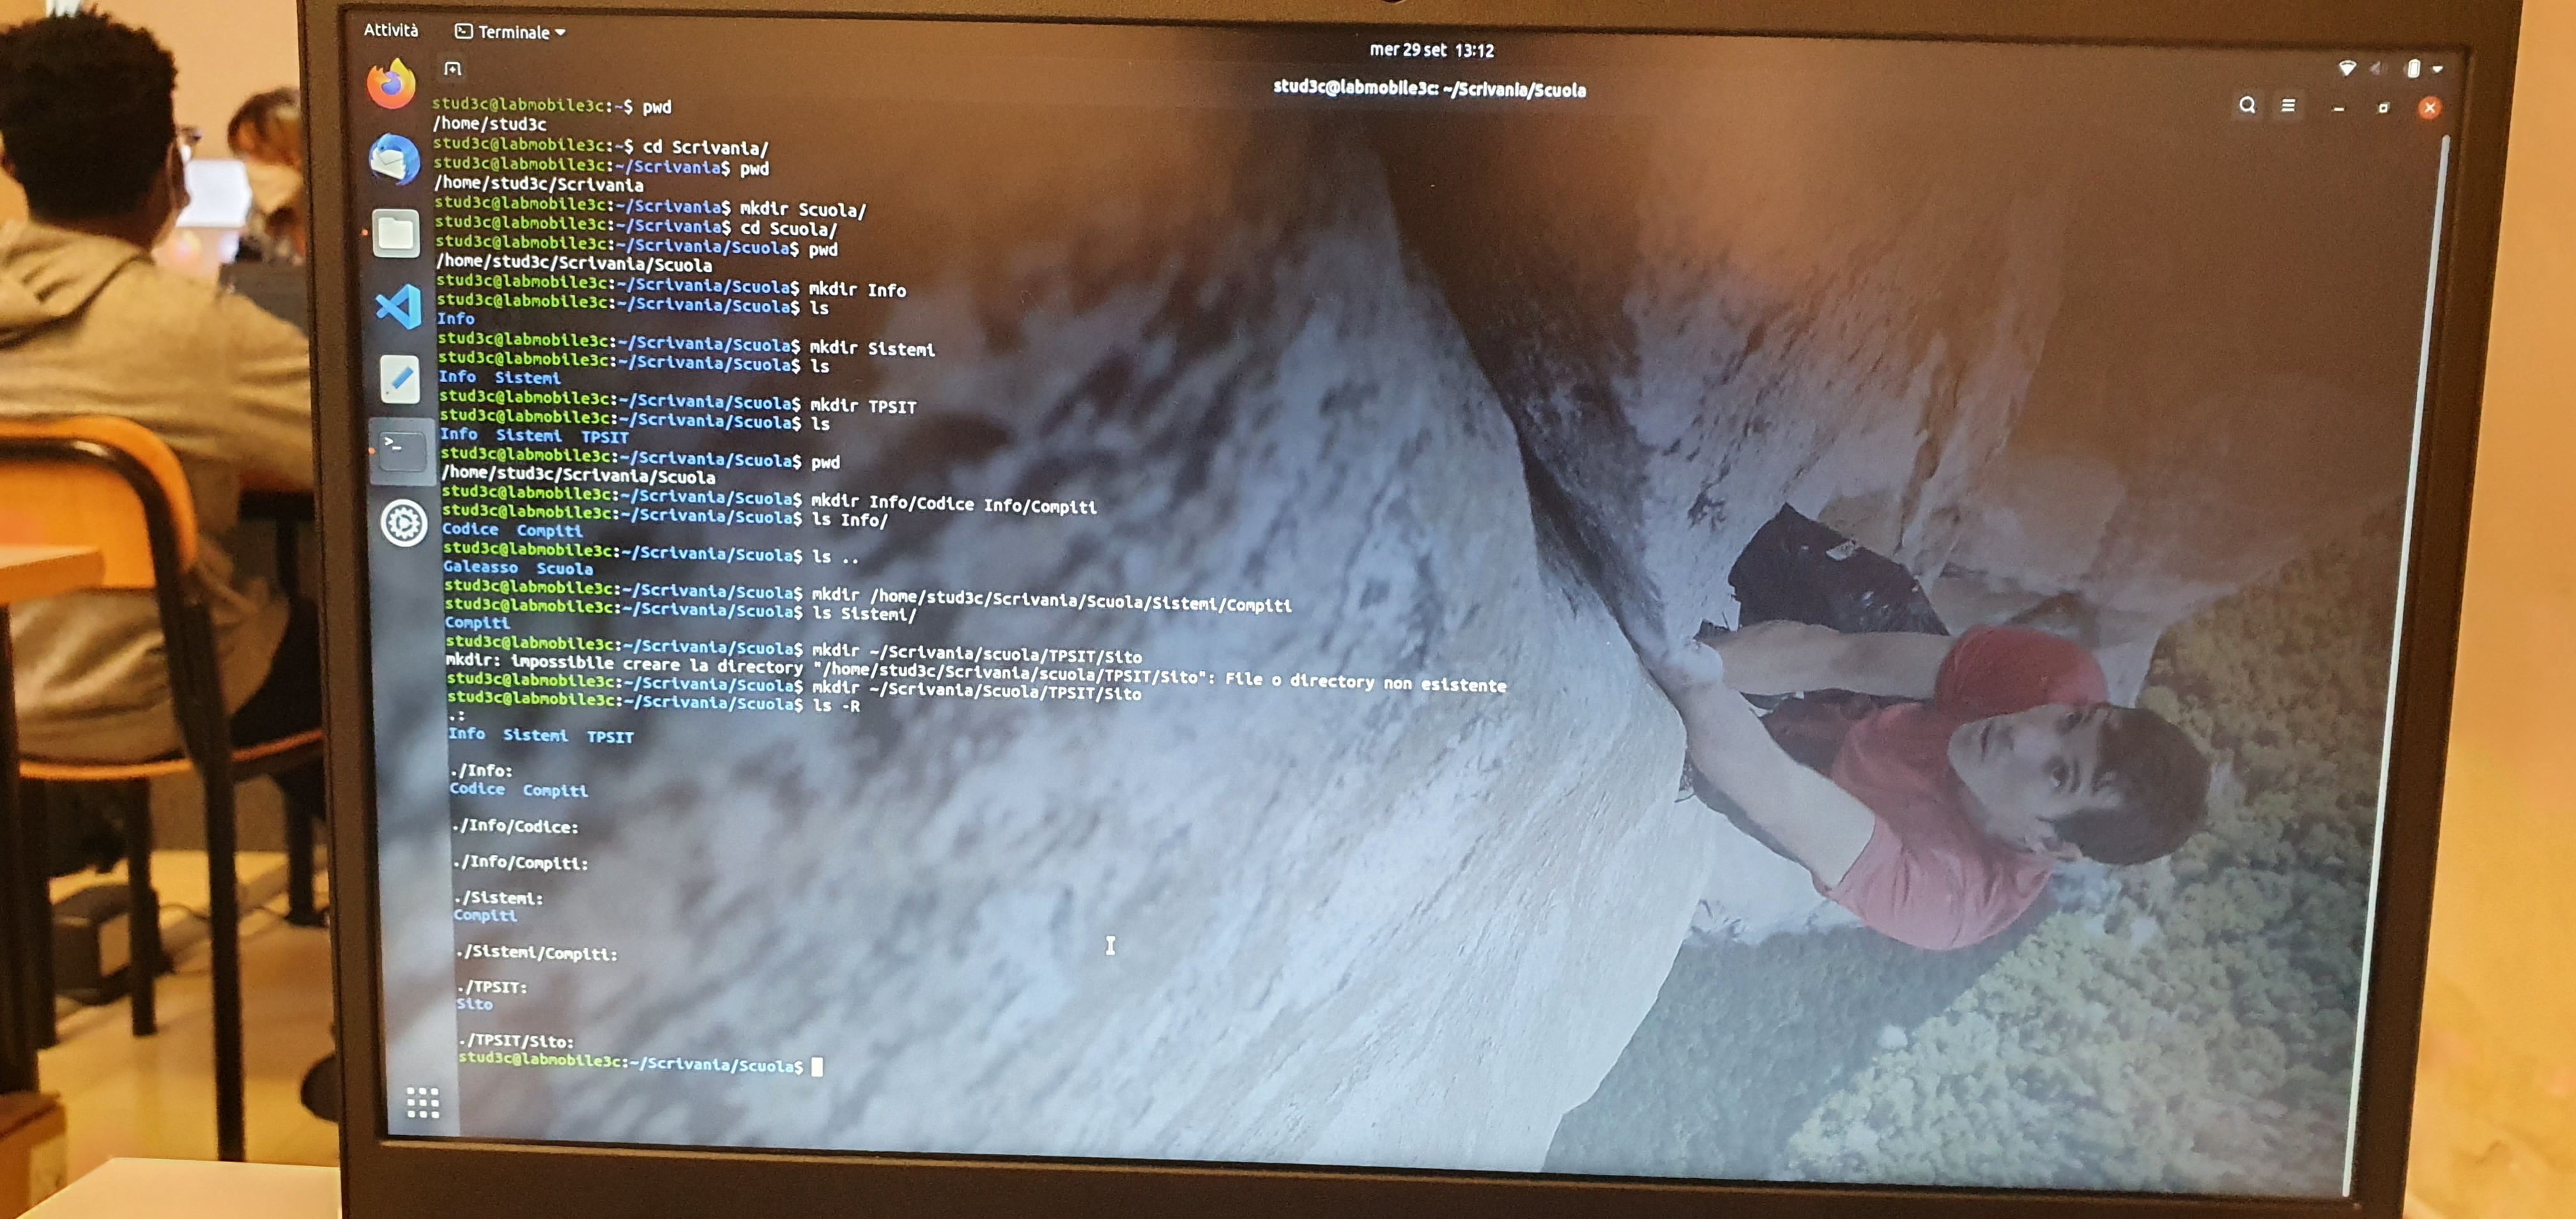 Attività
Terminale
mer 29 set 13:12
stud3c@labmobile3c: ~/Scrivania/Scuola
stud3c@labmobile3c:~$ pwd
/home/stud3c
stud3c@labmobile3c:~$ cd Scrivania/
stud3c@labmobile3c:~/Scrivania$ pwd
/home/stud3c/Scrivania
stud3c@labmobile3c:~/Scrivania$ mkdir Scuola/
stud3c@labmobile3c:~/Scrivania$ cd Scuola/
stud3c@labmobile3c:~/Scrivania/Scuola$ pwd
/home/stud3c/Scrivania/Scuola
stud3c@labmobile3c:~/Scrivania/Scuola$ mkdir Info
stud3c@labmobile3c:~/Scrivania/Scuola$ ls
Info
stud3c@labmobile3c:~/Scrivania/Scuola$ mkdir Sistemi
stud3c@labmobile3c:~/Scrivania/Scuola$ ls
Info Sistemi
stud3c@labmobile3c:~/Scrivania/Scuola$ mkdir TPSIT
stud3c@labmobile3c:~/Scrivania/Scuola$ ls
Info Sistemi TPSIT
stud3c@labmobile3c:~/Scrivania/Scuola$ pwd
/home/stud3c/Scrivania/Scuola
stud3c@labmobile3c:~/Scrivania/Scuola$ mkdir Info/Codice Info/Compiti
stud3c@labmobile3c:~/Scrivania/Scuola$ ls Info/
Codice Compiti
stud3c@labmobile3c:~/Scrivania/Scuola$ ls ..
Galeasso Scuola
stud3c@labmobile3c:~/Scrivania/Scuola$ mkdir /home/stud3c/Scrivania/Scuola/Sistemi/Compiti
stud3c@labmobile3c:~/Scrivania/Scuola$ ls Sistemi/
Compiti
stud3c@labmobile3c:~/Scrivania/Scuola$ mkdir ~/Scrivania/scuola/TPSIT/Sito
mkdir: impossibile creare la directory "/home/stud3c/Scrivania/scuola/TPSIT/Sito": File o directory non esistente
stud3c@labmobile3c:~/Scrivania/Scuola$ mkdir ~/Scrivania/Scuola/TPSIT/Sito
stud3c@labmobile3c:~/Scrivania/Scuola$ ls -R
.:
Info Sistemi TPSIT
./Info:
Codice Compiti
./Info/Codice:
./Info/Compiti:
./Sistemi:
Compiti
./Sistemi/Compiti:
./TPSIT:
Sito
./TPSIT/Sito:
stud3c@labmobile3c:~/Scrivania/Scuola$